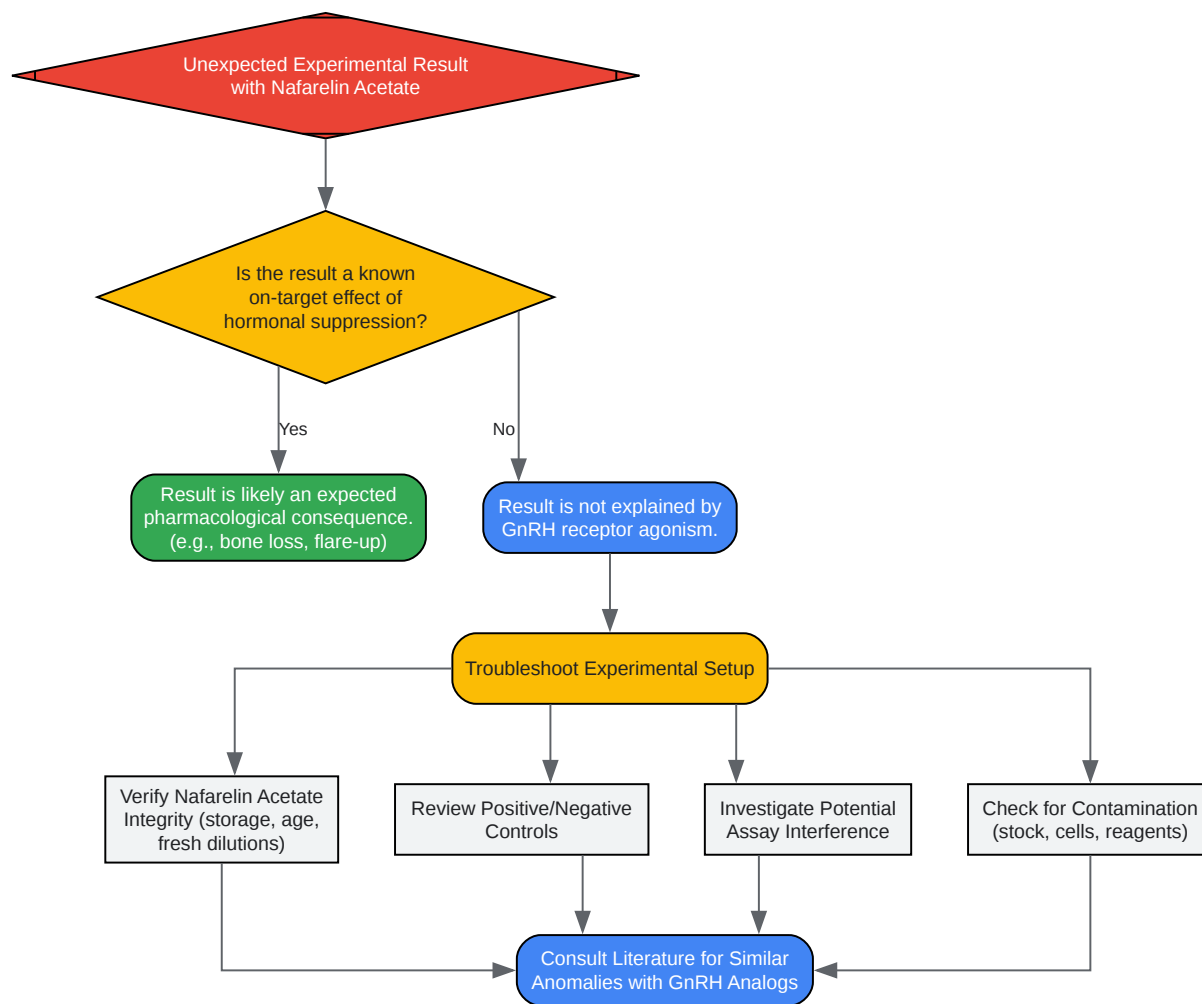 Unexpected Experimental Result
with Nafarelin Acetate
Is the result a known
on-target effect of
hormonal suppression?
Yes
No
Result is likely an expected
pharmacological consequence.
(e.g., bone loss, flare-up)
Result is not explained by
GnRH receptor agonism.
Troubleshoot Experimental Setup
Verify Nafarelin Acetate
Integrity (storage, age,
fresh dilutions)
Review Positive/Negative
Controls
Investigate Potential
Assay Interference
Check for Contamination
(stock, cells, reagents)
Consult Literature for Similar
Anomalies with GnRH Analogs